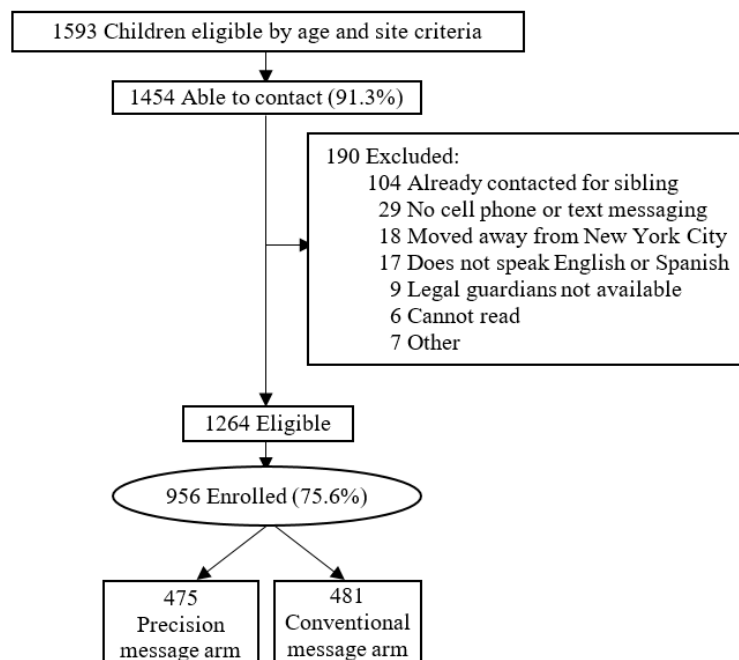 1593 Children eligible by age and site criteria
1454 Able to contact (91.3%)
190 Excluded:
104 Already contacted for sibling
29 No cell phone or text messaging
18 Moved away from New York City
17 Does not speak English or Spanish
9 Legal guardians not available
6 Cannot read
7 Other
1264 Eligible
956 Enrolled (75.6%)
475
Precision
message arm
481
Conventional
message arm